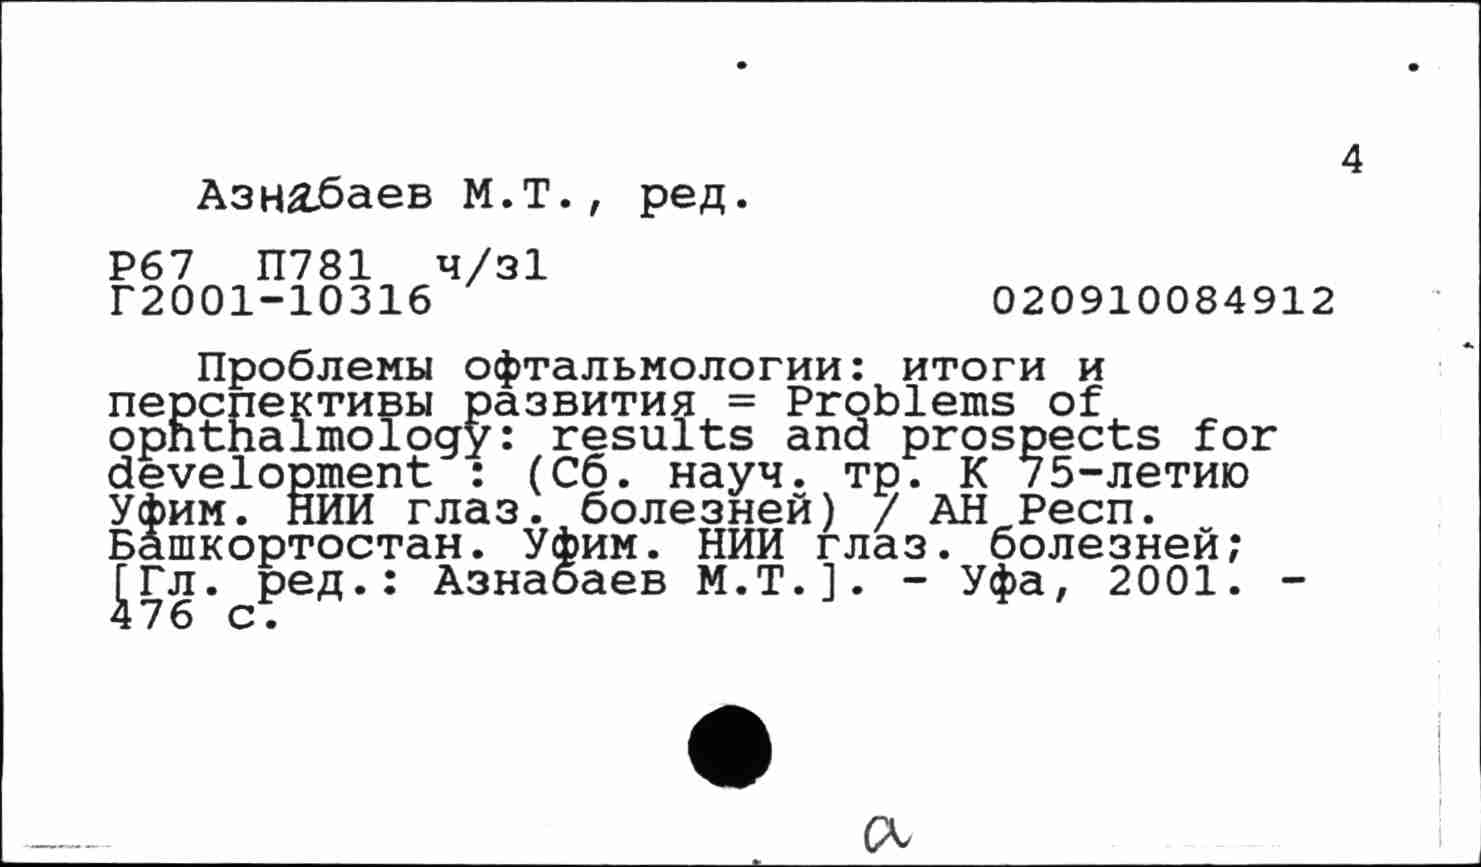 4
Азнабаев М.Т., ред.
Р67 П781 ч/з1
Г2001-10316 020910084912
Проблемы офтальмологии: итоги и
перспективы развития = Problems of
ophthalmology: results and prospects for
development : (Сб. науч. тр. К 75-летию
Уфим. НИИ глаз. болезней) / АН Респ.
Башкортостан. Уфим. НИИ глаз. болезней;
[Гл. ред.: Азнабаев М.Т.]. - Уфа, 2001. -
476 с.
а